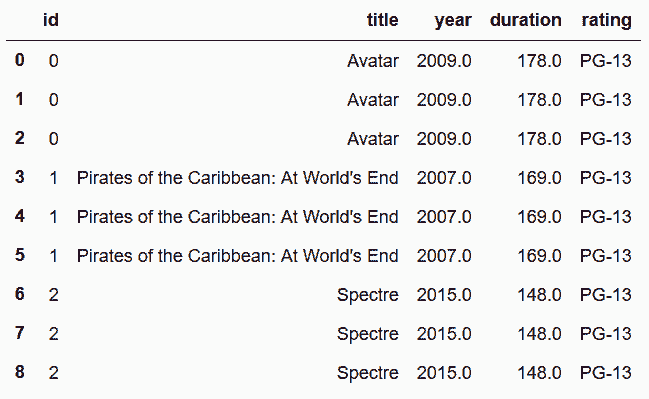 id title year duration rating
0 0 Avatar 2009.0 178.0 PG-13
1 0 Avatar 2009.0 178.0 PG-13
2 0 Avatar 2009.0 178.0 PG-13
3 1 Pirates of the Caribbean: At World's End 2007.0 169.0 PG-13
4 1 Pirates of the Caribbean: At World's End 2007.0 169.0 PG-13
5 1 Pirates of the Caribbean: At World's End 2007.0 169.0 PG-13
6 2 Spectre 2015.0 148.0 PG-13
7 2 Spectre 2015.0 148.0 PG-13
8 2 Spectre 2015.0 148.0 PG-13